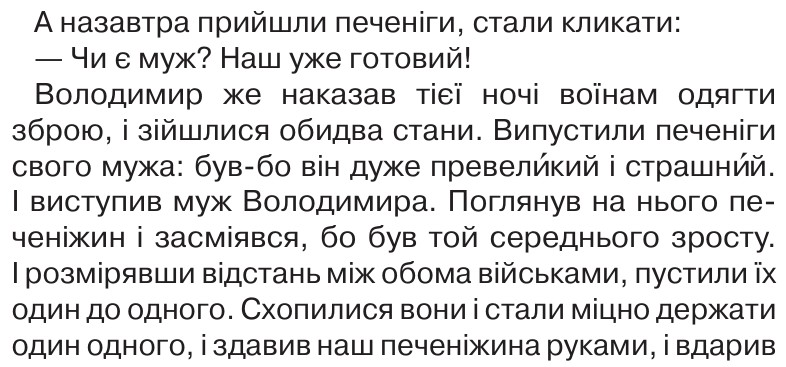 А назавтра прийшли печеніги, стали кликати:
— Чи є муж? Наш уже готовий!
Володимир же наказав тієї ночі воїнам одягти
зброю, і зійшлися обидва стани. Випустили печеніги
свого мужа: був-бо він дуже превели́кий і страшни́й.
І виступив муж Володимира. Поглянув на нього пе-
ченіжин і засміявся, бо був той середнього зросту.
І розмірявши відстань між обома військами, пустили їх
один до одного. Схопилися вони і стали міцно держати
один одного, і здавив наш печеніжина руками, і вдарив